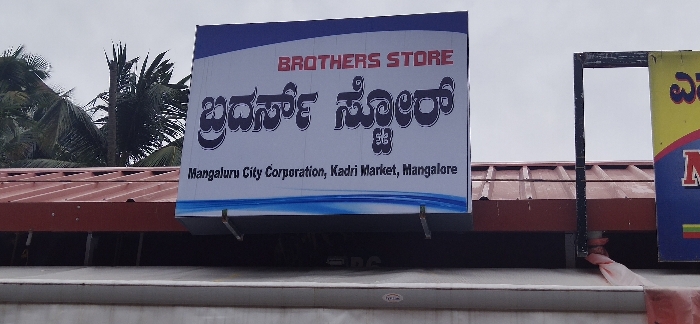 BROTHERS STORE
ಬ್ರದರ್ಸ್ ಸ್ಟೋರ್
Mangaluru City Corporation, Kadri Market, Mangalore